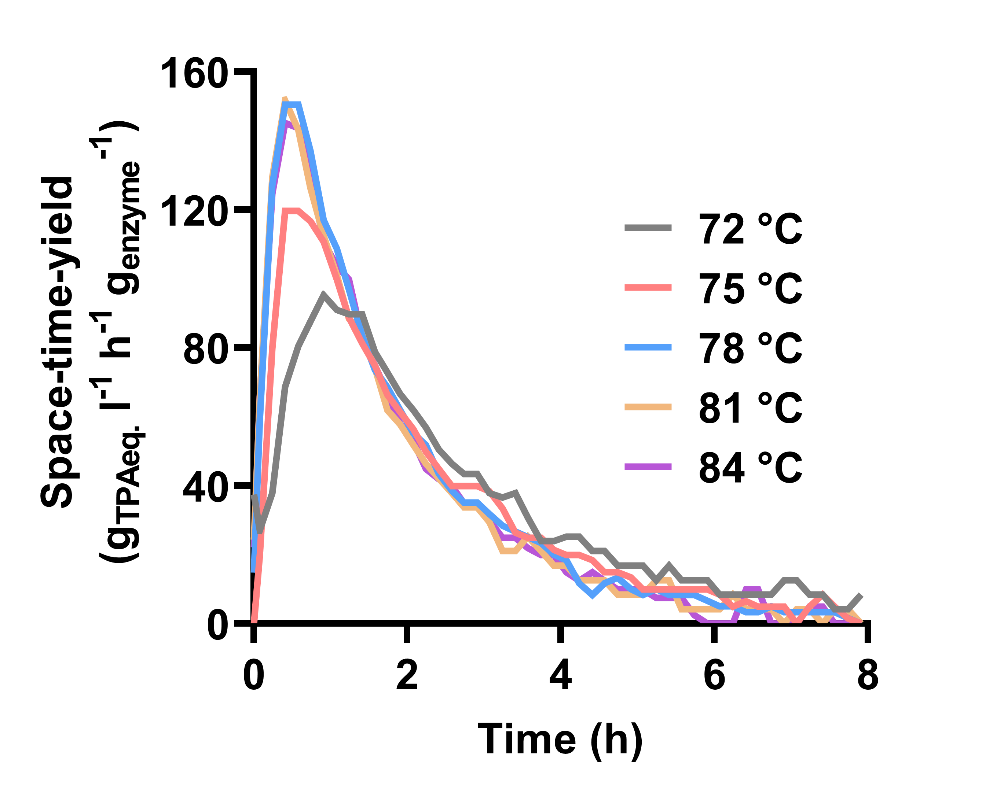 160
120
80
40
0
0 2 4 6 8
Space-time-yield
(gTPAeq. l-1 h-1 genzyme-1)
Time (h)
72 °C
75 °C
78 °C
81 °C
84 °C